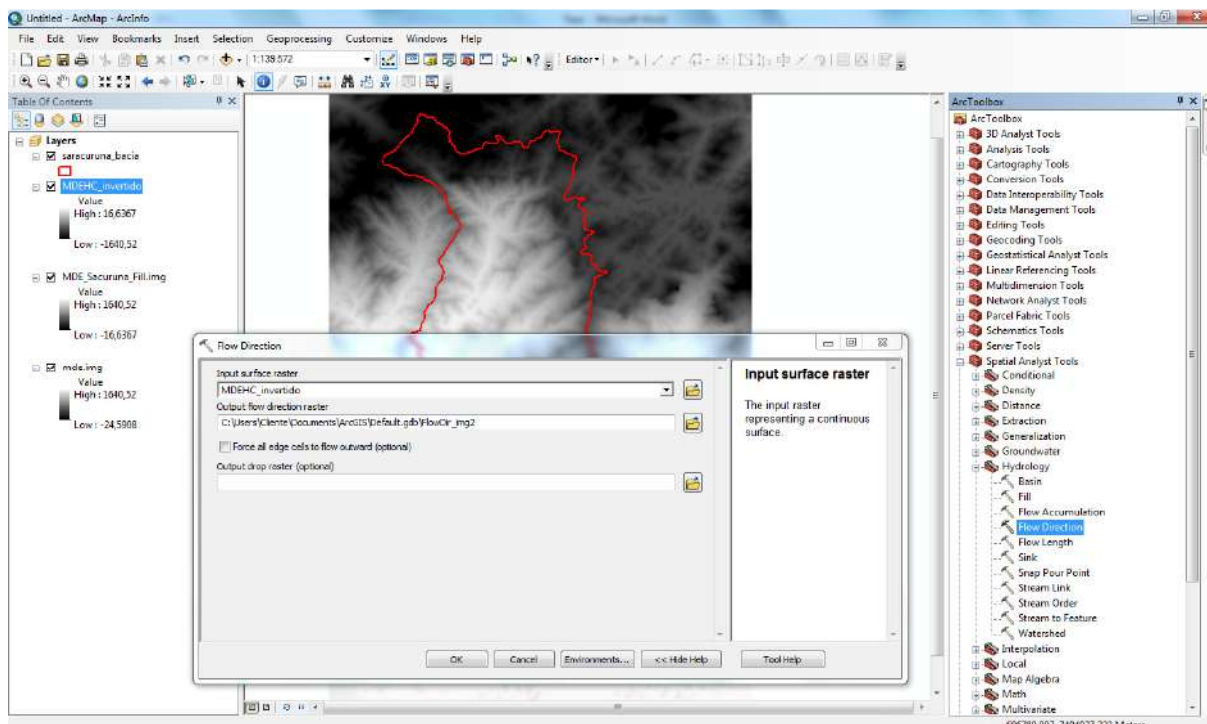 Untitled - ArcMap - ArcInfo
File Edit View Bookmarks Insert Selection Geoprocessing Customize Windows Help
1:139.572
Editor
Table Of Contents
Layers
saracuruna_bacia
MDEHC_invertido
Value
High : 16,6367
Low : -1640,52
MDE_Sacuruna_Fill.img
Value
High : 1640,52
Low : -16,6367
mde.img
Value
High : 1640,52
Low : -24,5908
Flow Direction
Input surface raster
MDEHC_invertido
Output flow direction raster
C:\Users\Cliente\Documents\ArcGIS\Default.gdb\FlowDir_img2
Force all edge cells to flow outward (optional)
Output drop raster (optional)
OK Cancel Environments... << Hide Help Tool Help
Input surface raster
The input raster
representing a continuous
surface.
ArcToolbox
ArcToolbox
3D Analyst Tools
Analysis Tools
Cartography Tools
Conversion Tools
Data Interoperability Tools
Data Management Tools
Editing Tools
Geocoding Tools
Geostatistical Analyst Tools
Linear Referencing Tools
Multidimension Tools
Network Analyst Tools
Parcel Fabric Tools
Schematics Tools
Server Tools
Spatial Analyst Tools
Conditional
Density
Distance
Extraction
Generalization
Groundwater
Hydrology
Basin
Fill
Flow Accumulation
Flow Direction
Flow Length
Sink
Snap Pour Point
Stream Link
Stream Order
Stream to Feature
Watershed
Interpolation
Local
Map Algebra
Math
Multivariate